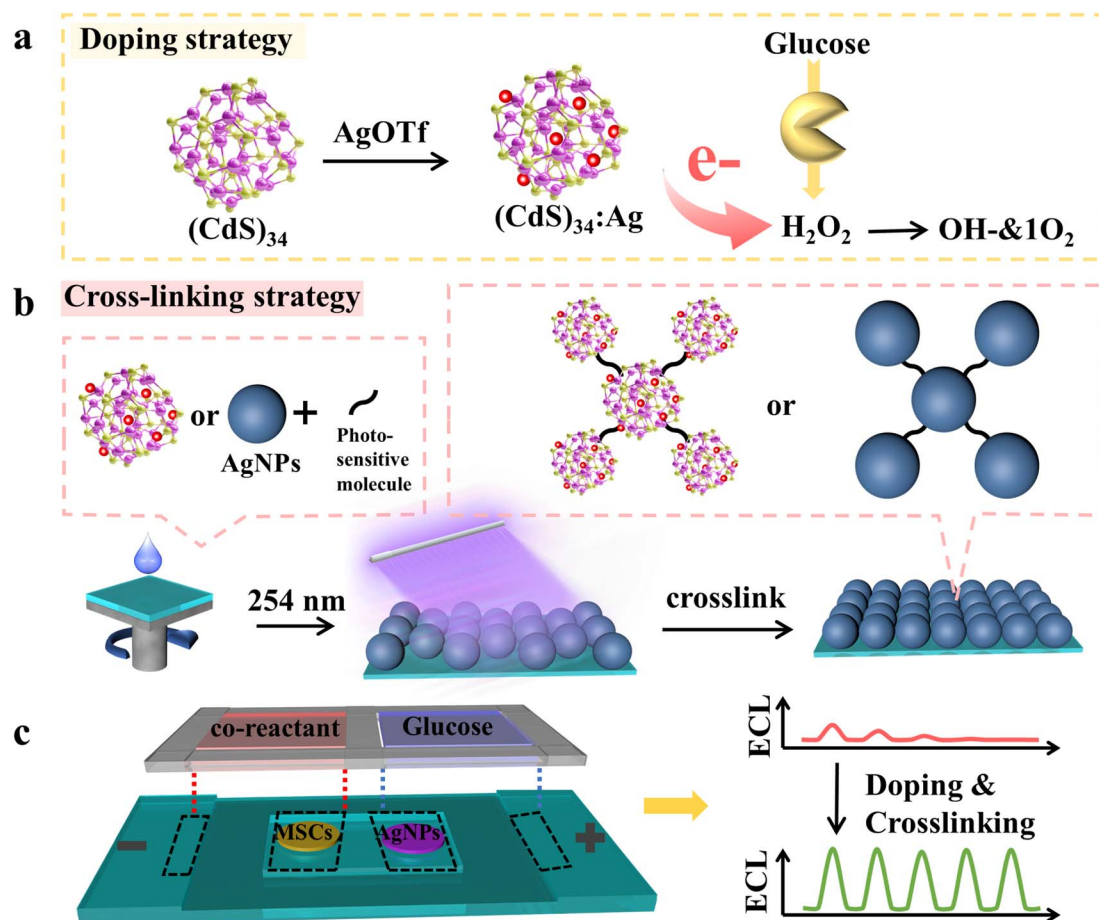 a
Doping strategy
Glucose
AgOTf
e-
(CdS)34
(CdS)34:Ag
H2O2
OH-&1O2
b
Cross-linking strategy
or
+
AgNPs
Photo-
sensitive
molecule
or
254 nm
crosslink
c
co-reactant
Glucose
MSCs
AgNPs
-
+
ECL
Doping &
Crosslinking
ECL